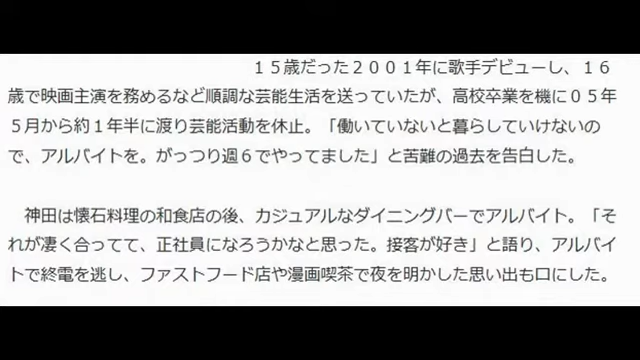 15歳だった2001年に歌手デビューし、16
歳で映画主演を務めるなど順調な芸能生活を送っていたが、高校卒業を機に05年
5月から約1年半に渡り芸能活動を休止。「働いていないと暮らしていけないの
で、アルバイトを。がっつり週6でやってました」と苦難の過去を告白した。
神田は懐石料理の和食店の後、カジュアルなダイニングバーでアルバイト。「そ
れが凄く合ってて、正社員になろうかなと思った。接客が好き」と語り、アルバイ
トで終電を逃し、ファストフード店や漫画喫茶で夜を明かした思い出も口にした。